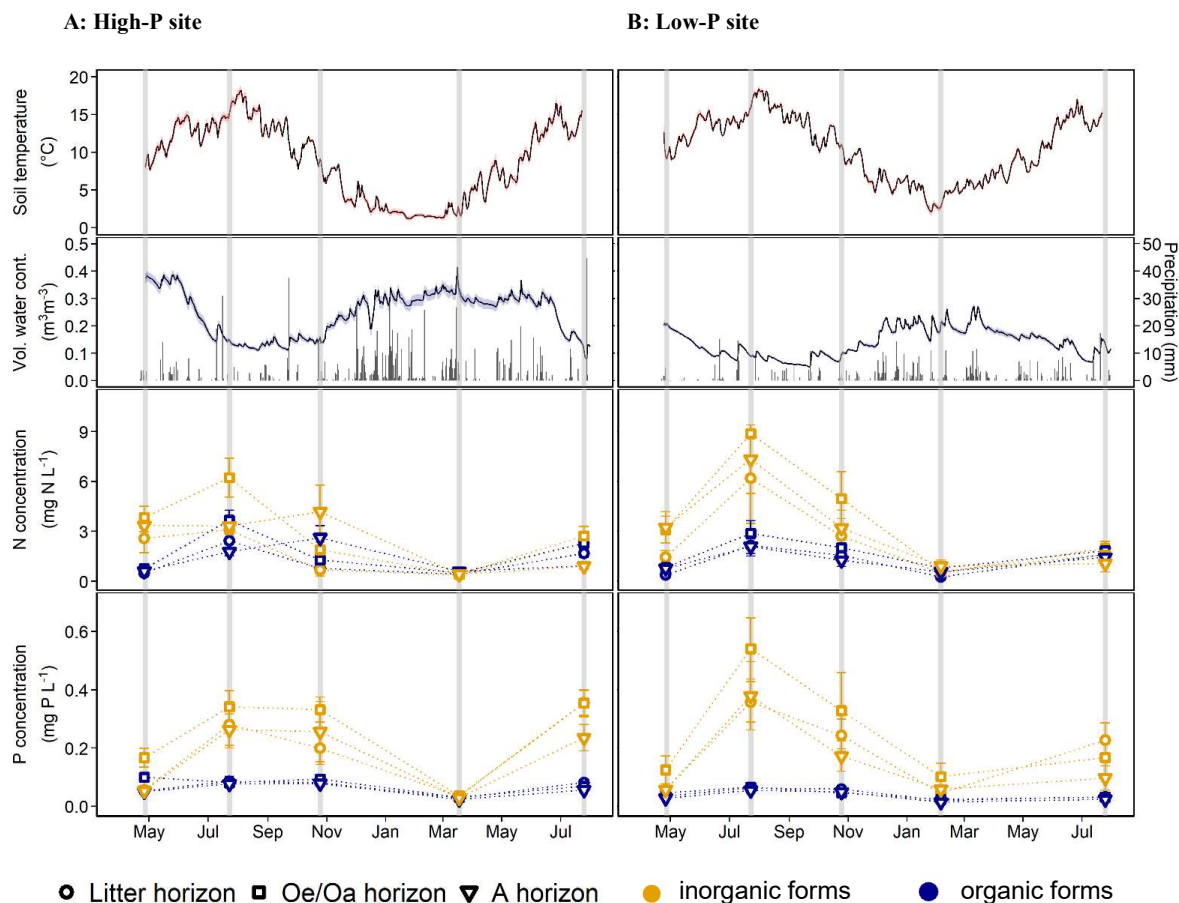 A: High-P site
B: Low-P site
Soil temperature
(°C)
20
15
10
5
0
Vol. water cont.
(m³m⁻³)
0.5
0.4
0.3
0.2
0.1
0.0
50
40
30
20
10
0
Precipitation (mm)
N concentration
(mg N L⁻¹)
9
6
3
0
P concentration
(mg P L⁻¹)
0.6
0.4
0.2
0.0
May Jul Sep Nov Jan Mar May Jul
May Jul Sep Nov Jan Mar May Jul
Litter horizon Oe/Oa horizon A horizon inorganic forms organic forms